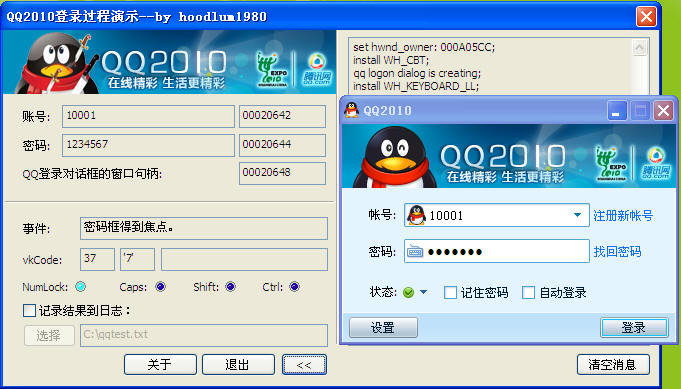 QQ2010登录过程演示--by hoodlum1980
QQ2010
在线精彩 生活更精彩
EXPO
腾讯网
QQ.com
账号: 10001 00020642
密码: 1234567 00020644
QQ登录对话框的窗口句柄: 00020648
事件: 密码框得到焦点。
vkCode: 37 '7'
NumLock: Caps: Shift: Ctrl:
记录结果到日志：
选择 C:\qqtest.txt
关于 退出 <<
set hwnd_owner: 000A05CC;
install WH_CBT;
qq logon dialog is creating;
install WH_KEYBOARD_LL;
QQ2010
QQ2010
在线精彩 生活更精彩
EXPO
腾讯网
QQ.com
帐号: 10001 注册新帐号
密码: ●●●●●●● 找回密码
状态: 记住密码 自动登录
设置 登录
清空消息